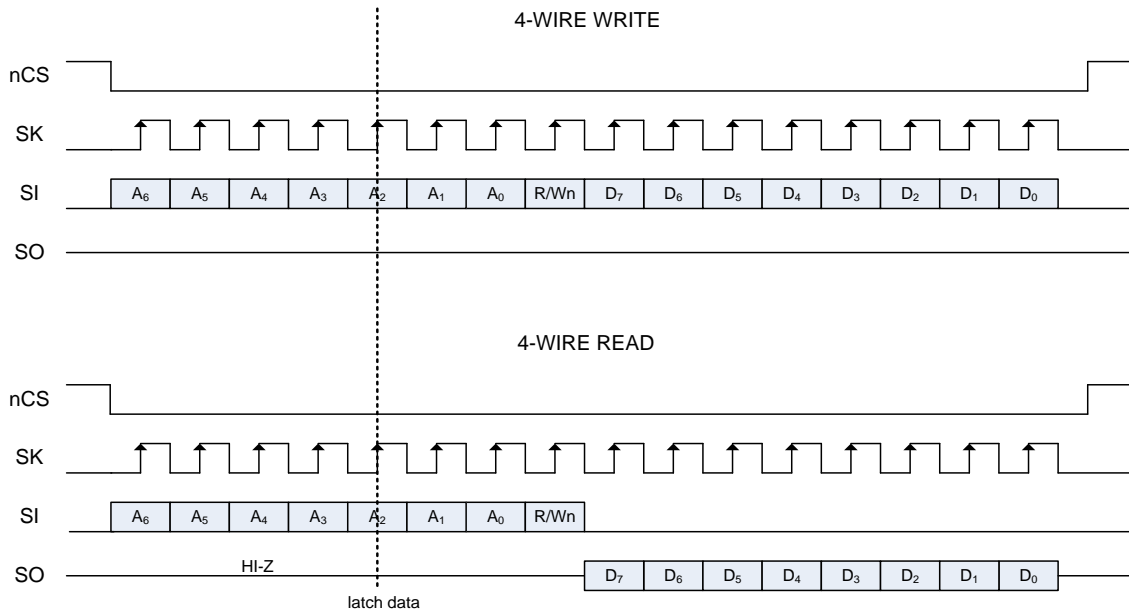 4-WIRE WRITE
nCS
SK
SI A₆ A₅ A₄ A₃ A₂ A₁ A₀ R/Wn D₇ D₆ D₅ D₄ D₃ D₂ D₁ D₀
SO
4-WIRE READ
nCS
SK
SI A₆ A₅ A₄ A₃ A₂ A₁ A₀ R/Wn
SO HI-Z D₇ D₆ D₅ D₄ D₃ D₂ D₁ D₀
latch data